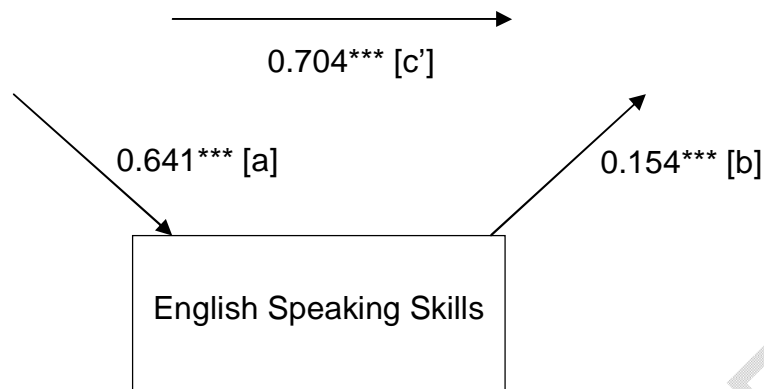 0.704*** [c’]
0.641*** [a]
0.154*** [b]
English Speaking Skills